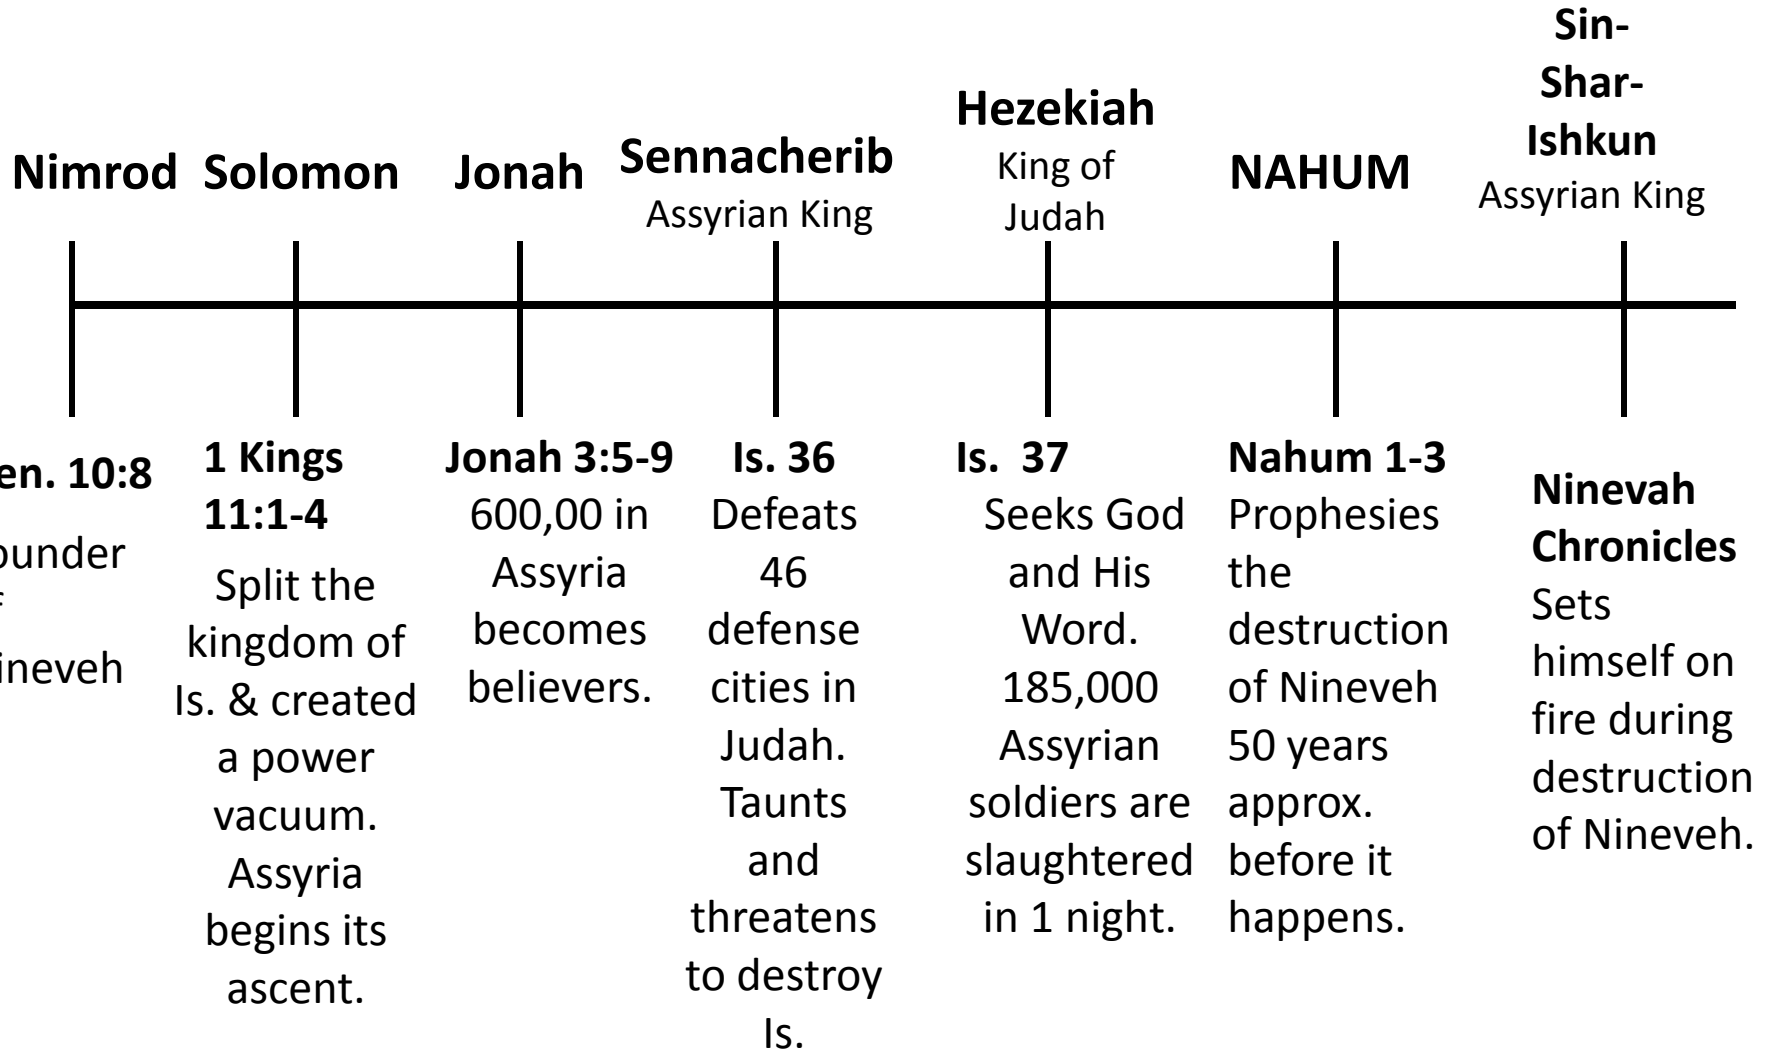 Nimrod
Solomon
Jonah
Sennacherib
Assyrian King
Hezekiah
King of
Judah
NAHUM
Sin-
Shar-
Ishkun
Assyrian King
en. 10:8
ounder
f
ineveh
1 Kings
11:1-4
Split the
kingdom of
Is. & created
a power
vacuum.
Assyria
begins its
ascent.
Jonah 3:5-9
600,00 in
Assyria
becomes
believers.
Is. 36
Defeats
46
defense
cities in
Judah.
Taunts
and
threatens
to destroy
Is.
Is. 37
Seeks God
and His
Word.
185,000
Assyrian
soldiers are
slaughtered
in 1 night.
Nahum 1-3
Prophesies
the
destruction
of Nineveh
50 years
approx.
before it
happens.
Ninevah
Chronicles
Sets
himself on
fire during
destruction
of Nineveh.